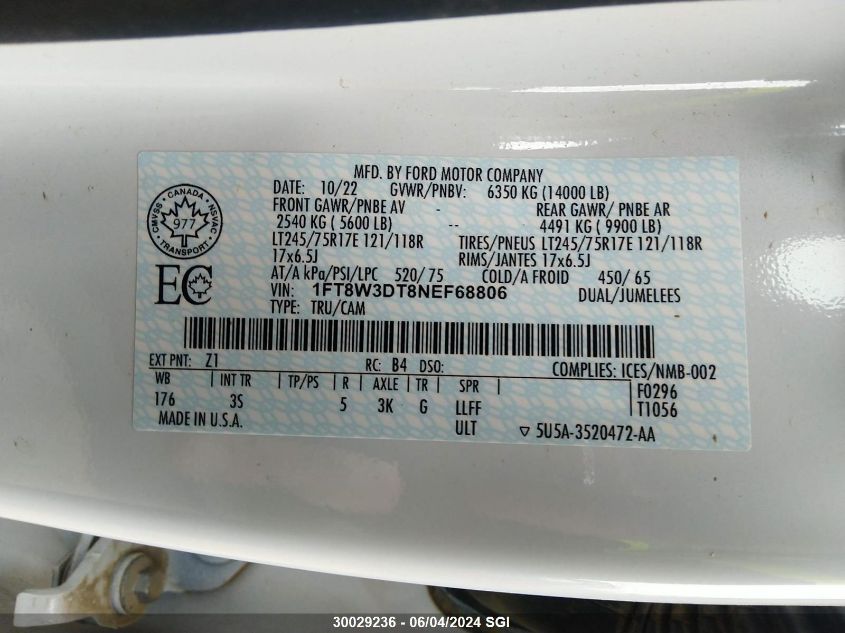 MFD. BY FORD MOTOR COMPANY
DATE: 10/22 GVWR/PNBV: 6350 KG (14000 LB)
FRONT GAWR/PNBE AV - REAR GAWR/ PNBE AR
2540 KG ( 5600 LB) -- 4491 KG ( 9900 LB)
LT245/75R17E 121/118R TIRES/PNEUS LT245/75R17E 121/118R
17x6.5J RIMS/JANTES 17x6.5J
AT/A kPa/PSI/LPC 520/ 75 COLD/A FROID 450/ 65
VIN: 1FT8W3DT8NEF68806 DUAL/JUMELEES
TYPE: TRU/CAM
CANADA
CMVSS NSVAC
977
TRANSPORT
EC
EXT PNT: Z1 RC: B4 DSO: COMPLIES: ICES/NMB-002
WB INT TR TP/PS R AXLE TR SPR F0296
176 3S 5 3K G LLFF T1056
MADE IN U.S.A. ULT ▽ 5U5A-3520472-AA
30029236 - 06/04/2024 SGI